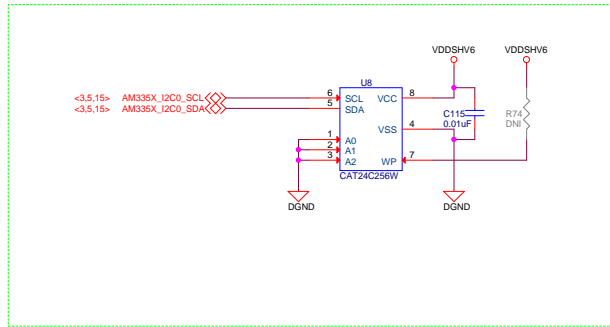 VDDSHV6 VDDSHV6
U8
<3,5,15> AM335X_I2C0_SCL 6 SCL VCC 8
<3,5,15> AM335X_I2C0_SDA 5 SDA
C115
0.01uF
R74
DNI
VSS 4
1 A0
2 A1
3 A2 WP 7
CAT24C256W
DGND DGND